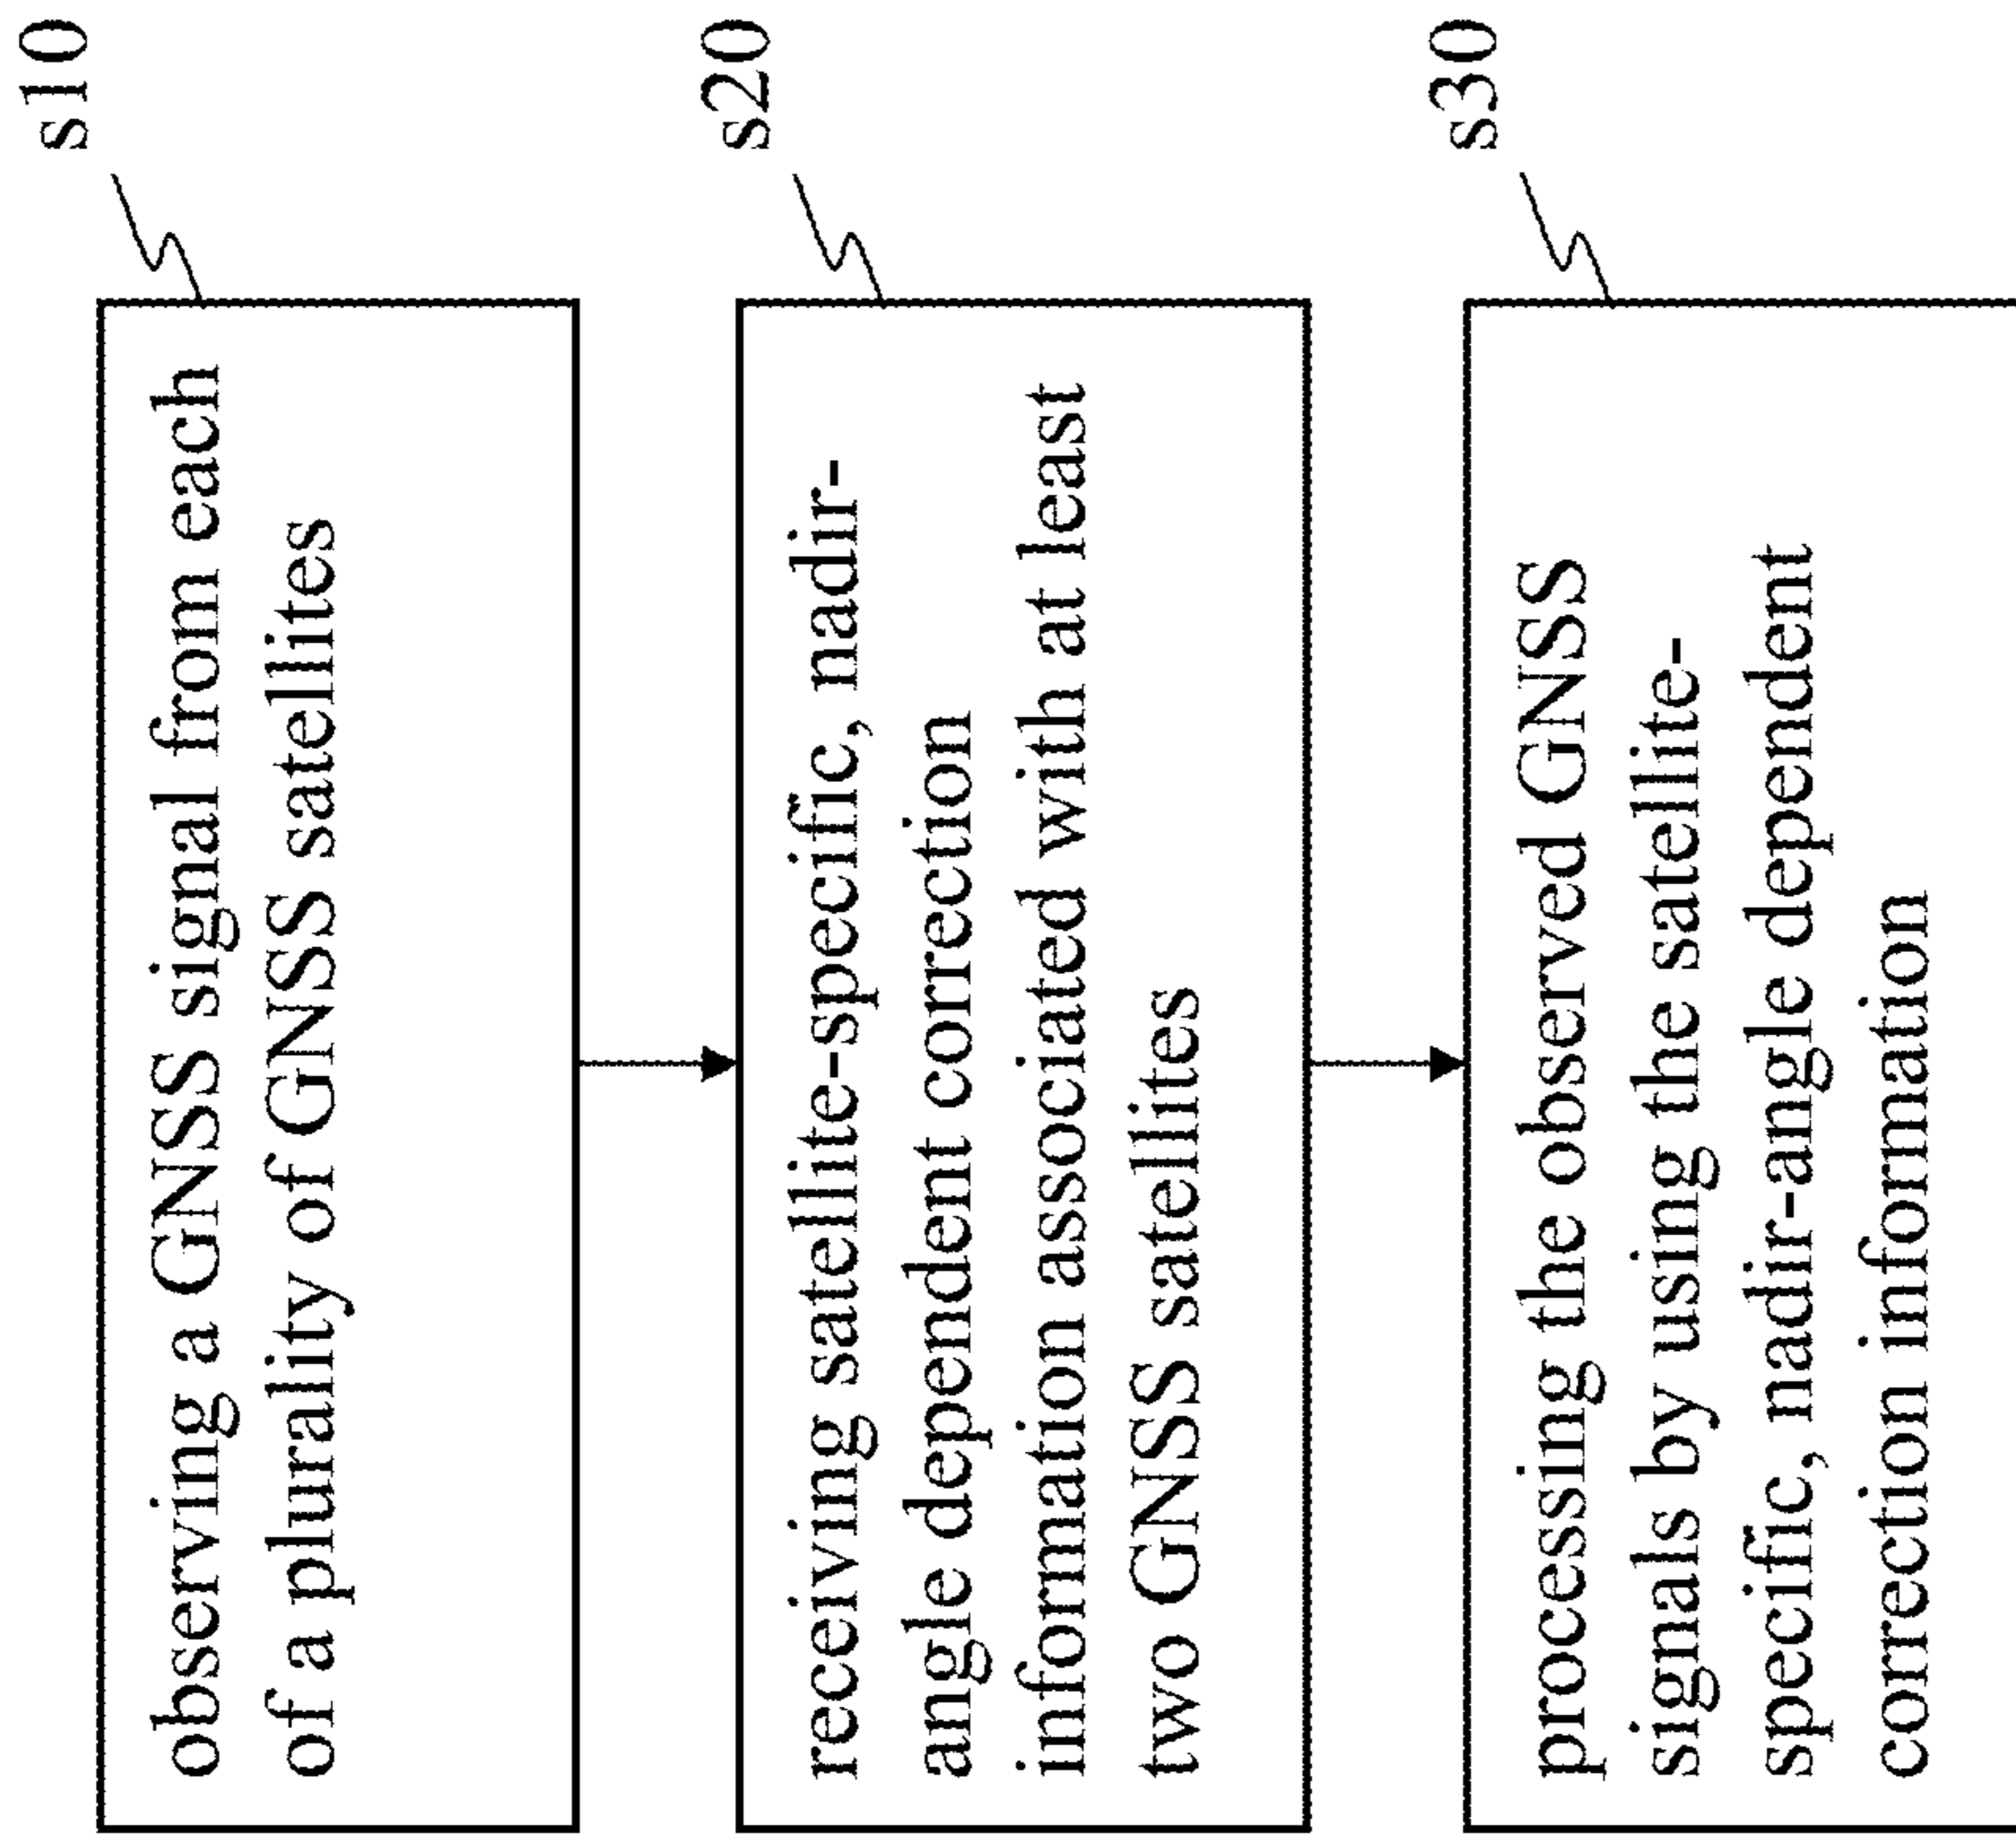 s10
observing a GNSS signal from each
of a plurality of GNSS satellites
s20
receiving satellite-specific, nadir-
angle dependent correction
information associated with at least
two GNSS satellites
s30
processing the observed GNSS
signals by using the satellite-
specific, nadir-angle dependent
correction information